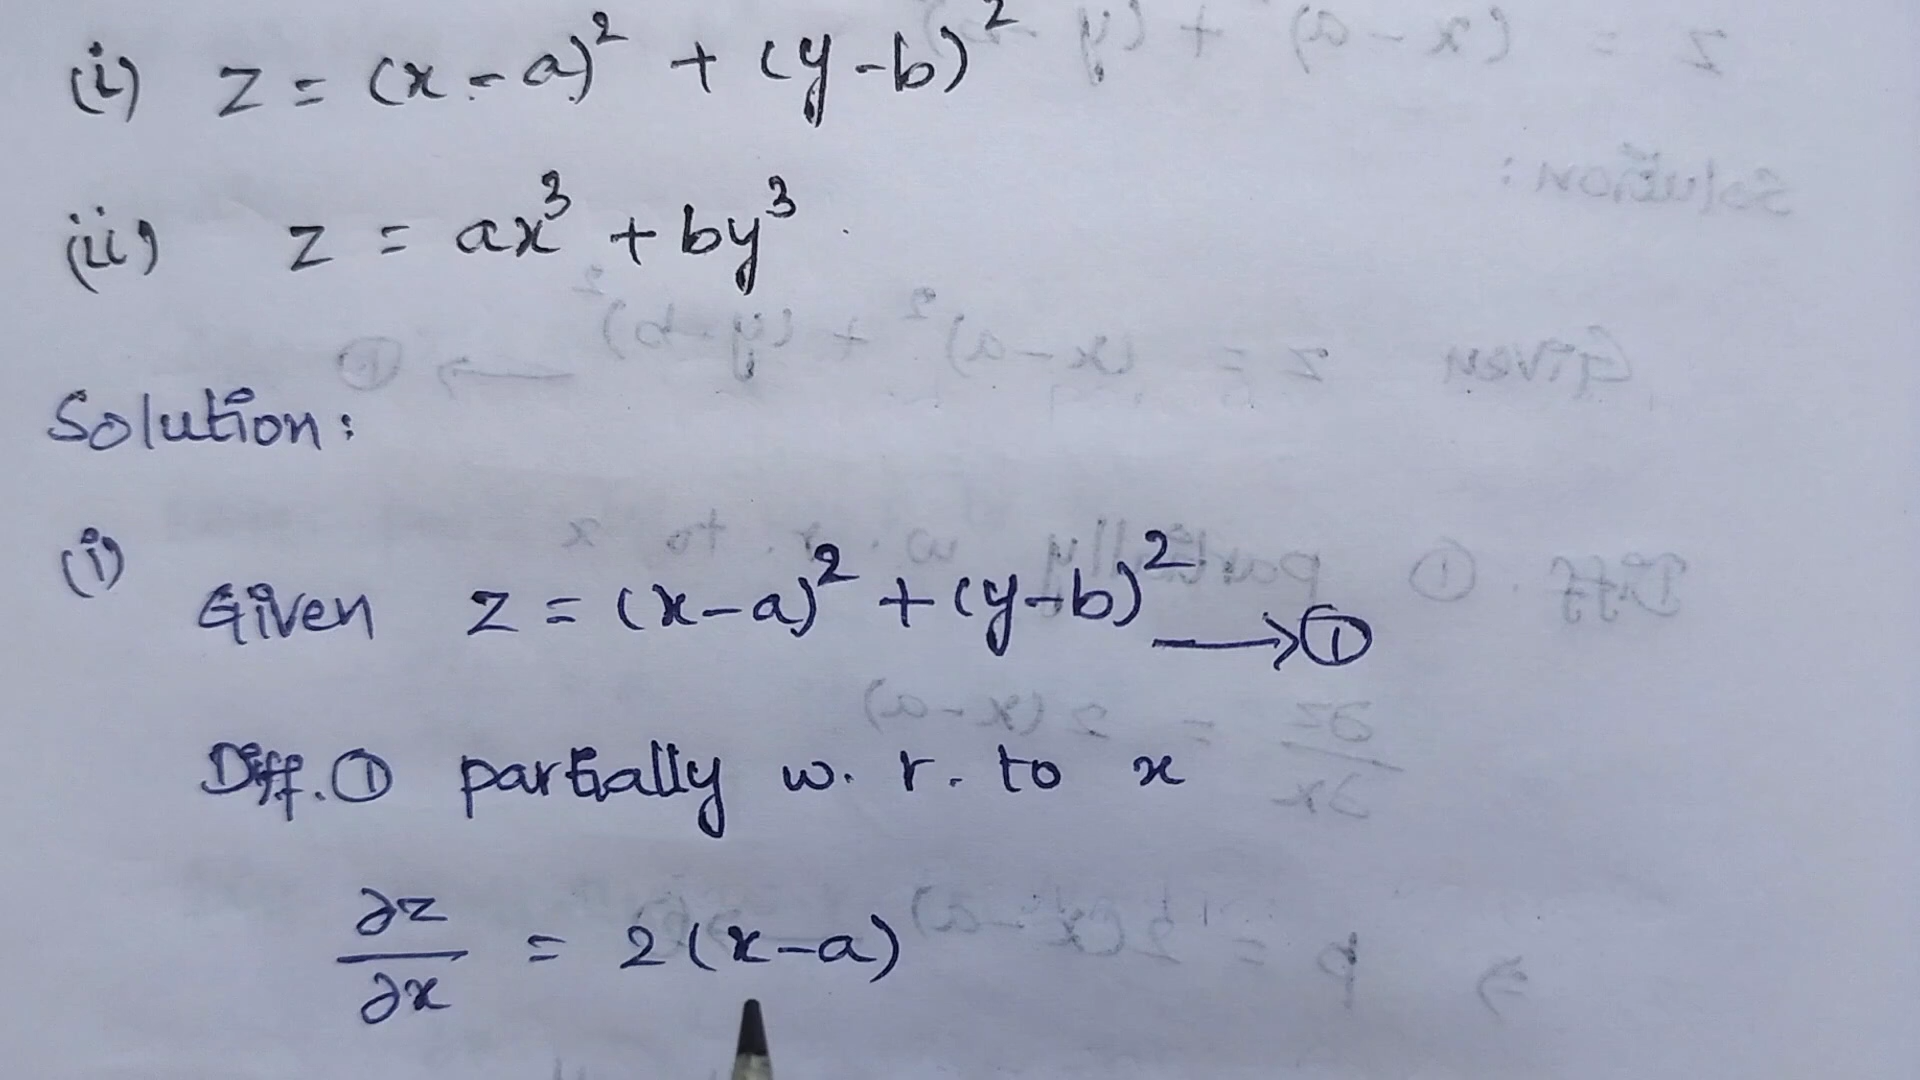 (i) z = (x-a)² + (y-b)²
(ii) z = ax³ + by³
Solution:
(i)
Given z = (x-a)² + (y-b)² → ①
Diff. ① partially w. r. to x
∂z/∂x = 2(x-a)